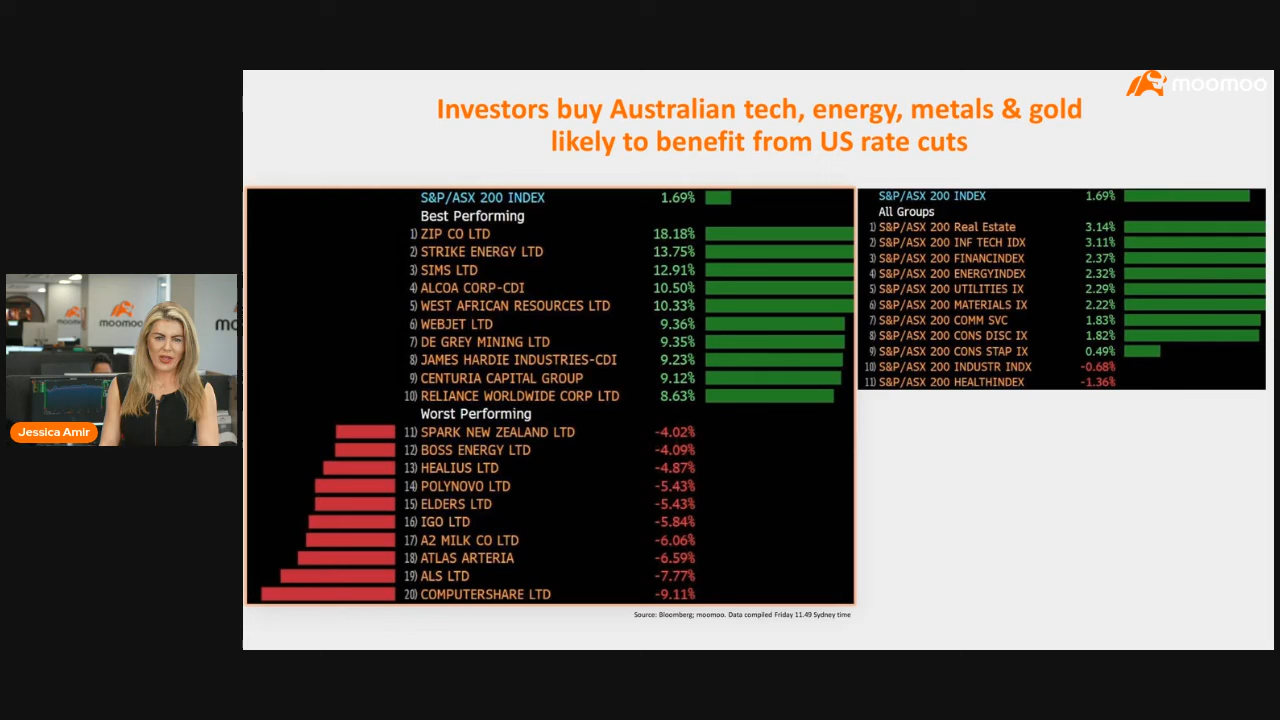 moomoo
Investors buy Australian tech, energy, metals & gold
likely to benefit from US rate cuts
S&P/ASX 200 INDEX 1.69%
Best Performing
1) ZIP CO LTD 18.18%
2) STRIKE ENERGY LTD 13.75%
3) SIMS LTD 12.91%
4) ALCOA CORP-CDI 10.50%
5) WEST AFRICAN RESOURCES LTD 10.33%
6) WEBJET LTD 9.36%
7) DE GREY MINING LTD 9.35%
8) JAMES HARDIE INDUSTRIES-CDI 9.23%
9) CENTURIA CAPITAL GROUP 9.12%
10) RELIANCE WORLDWIDE CORP LTD 8.63%
Worst Performing
11) SPARK NEW ZEALAND LTD -4.02%
12) BOSS ENERGY LTD -4.09%
13) HEALIUS LTD -4.87%
14) POLYNOVO LTD -5.43%
15) ELDERS LTD -5.43%
16) IGO LTD -5.84%
17) A2 MILK CO LTD -6.06%
18) ATLAS ARTERIA -6.59%
19) ALS LTD -7.77%
20) COMPUTERSHARE LTD -9.11%
S&P/ASX 200 INDEX 1.69%
All Groups
1) S&P/ASX 200 Real Estate 3.14%
2) S&P/ASX 200 INF TECH IDX 3.11%
3) S&P/ASX 200 FINANCINDEX 2.37%
4) S&P/ASX 200 ENERGYINDEX 2.32%
5) S&P/ASX 200 UTILITIES IX 2.29%
6) S&P/ASX 200 MATERIALS IX 2.22%
7) S&P/ASX 200 COMM SVC 1.83%
8) S&P/ASX 200 CONS DISC IX 1.82%
9) S&P/ASX 200 CONS STAP IX 0.49%
10) S&P/ASX 200 INDUSTR INDX -0.68%
11) S&P/ASX 200 HEALTHINDEX -1.36%
Source: Bloomberg; moomoo. Data compiled Friday 11.49 Sydney time
moomoo
moomoo
mo
Jessica Amir